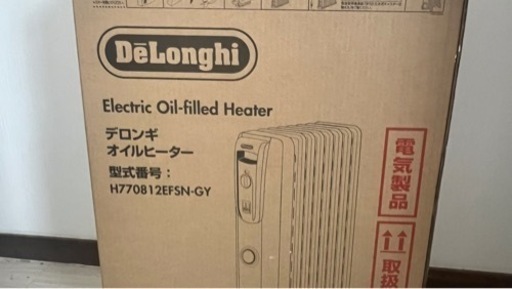 DeLonghi
Electric Oil-filled Heater
デロンギ
オイルヒーター
型式番号：
H770812EFSN-GY
電気製品
取扱